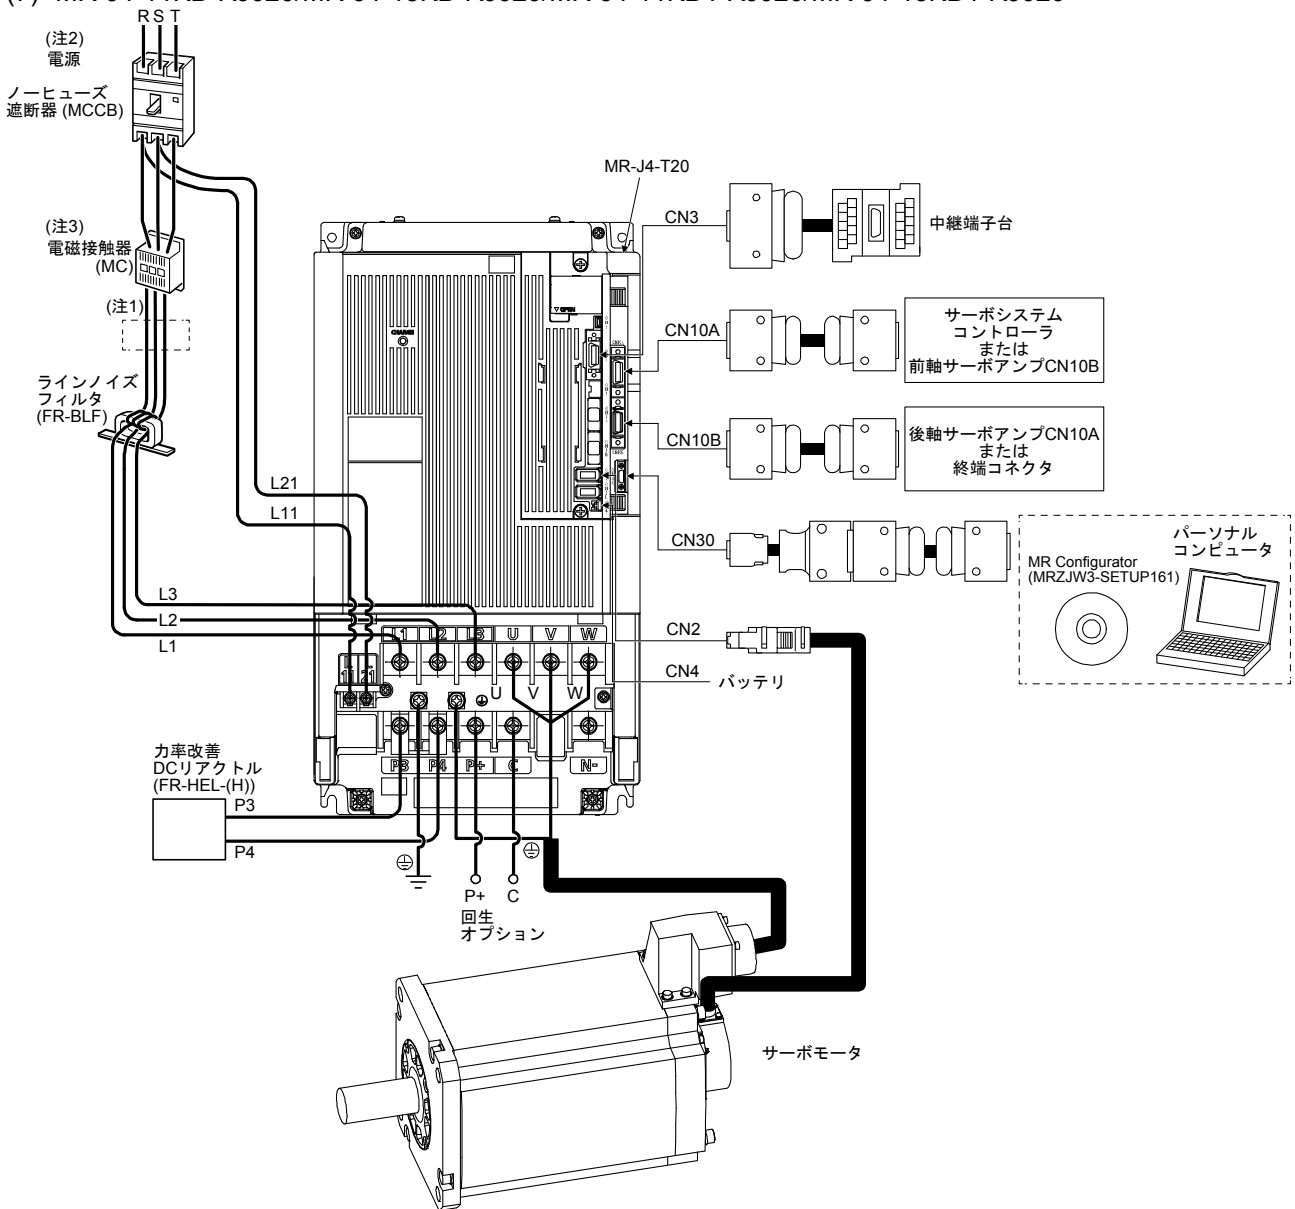 R S T
(注2)
電源
ノーヒューズ
遮断器 (MCCB)
MR-J4-T20
CN3
中継端子台
(注3)
電磁接触器
(MC)
(注1)
OPEN
CHARGE
CN10A
サーボシステム
コントローラ
または
前軸サーボアンプCN10B
ラインノイズ
フィルタ
(FR-BLF)
CN10B
後軸サーボアンプCN10A
または
終端コネクタ
L21
L11
CN30
パーソナル
コンピュータ
MR Configurator
(MRZJW3-SETUP161)
L3
L2
L1
L1 L2 L3 U V W
CN2
CN4
バッテリ
U V W
力率改善
DCリアクトル
(FR-HEL-(H))
P3 P4 P+ C N-
P3
P4
P+ C
回生
オプション
サーボモータ